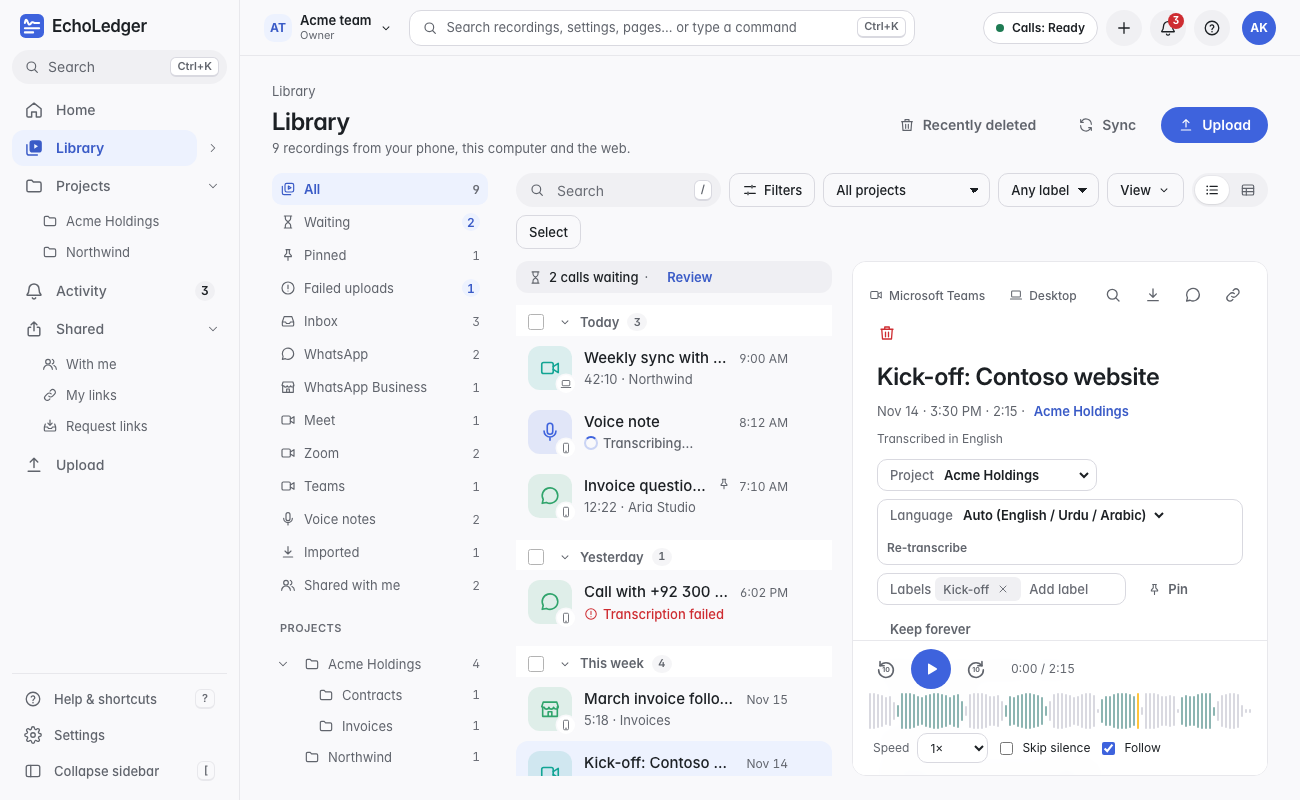 EchoLedger
Search Ctrl+K
Home
Library
Projects
Acme Holdings
Northwind
Activity 3
Shared
With me
My links
Request links
Upload
Help & shortcuts ?
Settings
Collapse sidebar [
AT Acme team
Owner
Search recordings, settings, pages... or type a command Ctrl+K
Calls: Ready
3
AK
Library
Library
9 recordings from your phone, this computer and the web.
Recently deleted
Sync
Upload
All 9
Waiting 2
Pinned 1
Failed uploads 1
Inbox 3
WhatsApp 2
WhatsApp Business 1
Meet 1
Zoom 1
Teams 1
Voice notes 2
Imported 1
Shared with me 2
PROJECTS
Acme Holdings 4
Contracts 1
Invoices 1
Northwind 1
Search /
Filters
All projects
Any label
View
Select
2 calls waiting · Review
Today 3
Weekly sync with ... 9:00 AM
42:10 · Northwind
Voice note 8:12 AM
Transcribing...
Invoice questio... 7:10 AM
12:22 · Aria Studio
Yesterday 1
Call with +92 300 ... 6:02 PM
Transcription failed
This week 4
March invoice follo... Nov 15
5:18 · Invoices
Kick-off: Contoso ... Nov 14
Microsoft Teams Desktop
Kick-off: Contoso website
Nov 14 · 3:30 PM · 2:15 · Acme Holdings
Transcribed in English
Project Acme Holdings
Language Auto (English / Urdu / Arabic)
Re-transcribe
Labels Kick-off × Add label
Pin
Keep forever
10 10 0:00 / 2:15
Speed 1× Skip silence Follow